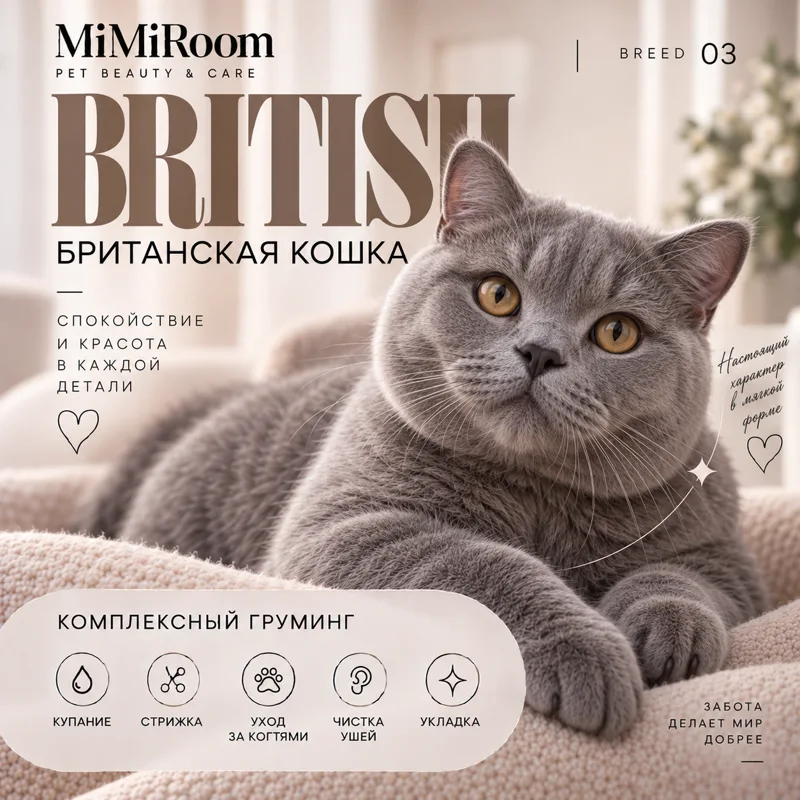 MiMiRoom
PET BEAUTY & CARE
BREED 03
BRITISH
БРИТАНСКАЯ КОШКА
СПОКОЙСТВИЕ
И КРАСОТА
В КАЖДОЙ
ДЕТАЛИ
Настоящий
характер
в мягкой
форме
КОМПЛЕКСНЫЙ ГРУМИНГ
КУПАНИЕ
СТРИЖКА
УХОД
ЗА КОГТЯМИ
ЧИСТКА
УШЕЙ
УКЛАДКА
ЗАБОТА
ДЕЛАЕТ МИР
ДОБРЕЕ